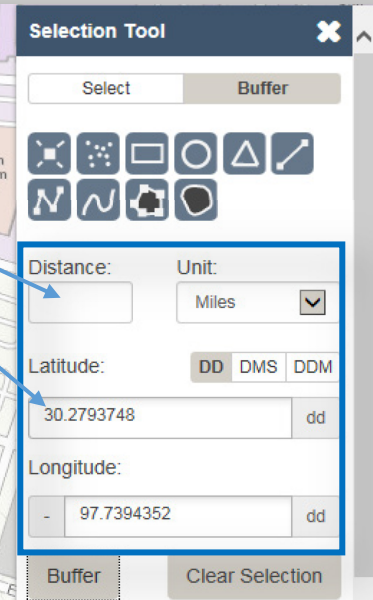 Selection Tool
Select Buffer
Distance: Unit:
Miles
Latitude: DD DMS DDM
30.2793748 dd
Longitude:
- 97.7394352 dd
Buffer Clear Selection